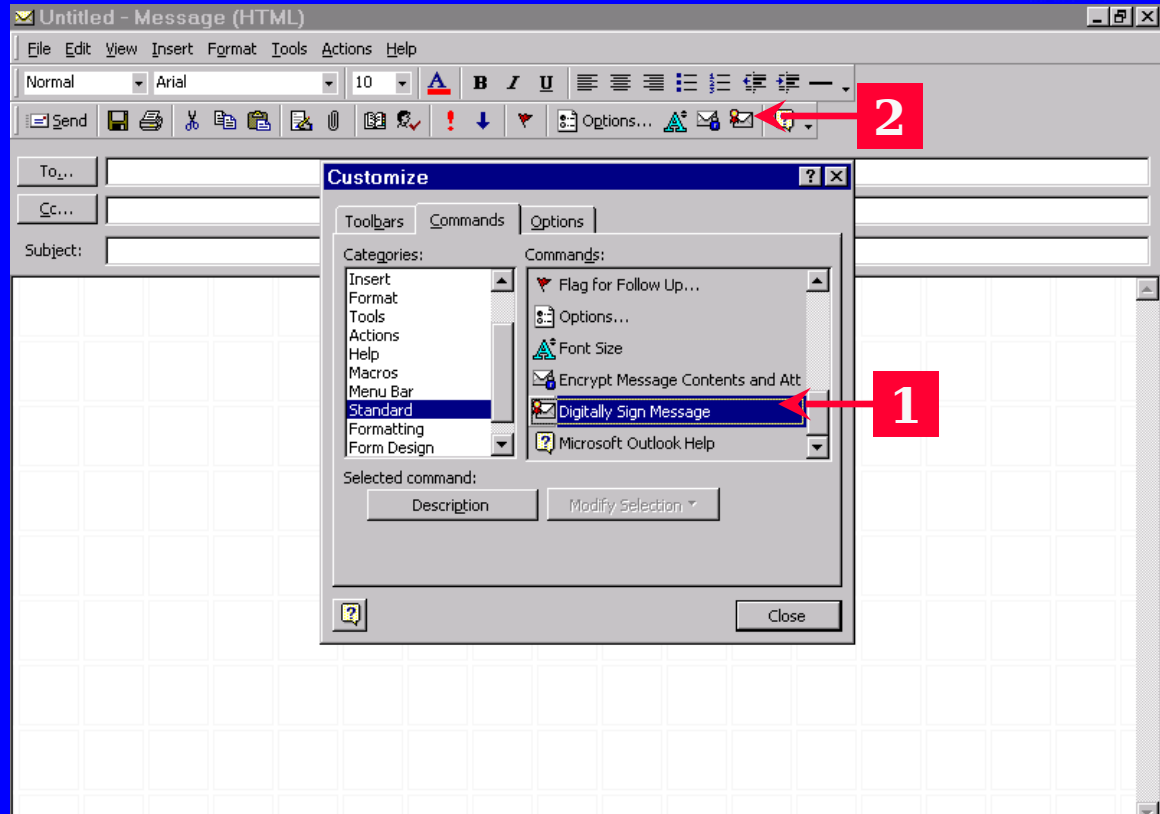 Untitled - Message (HTML)
File Edit View Insert Format Tools Actions Help
Normal Arial 10 A B I U
Send Options...
2
To...
Cc...
Subject:
Customize
Toolbars Commands Options
Categories: Commands:
Insert
Format
Tools
Actions
Help
Macros
Menu Bar
Standard
Formatting
Form Design
Flag for Follow Up...
Options...
Font Size
Encrypt Message Contents and Att
Digitally Sign Message
Microsoft Outlook Help
1
Selected command:
Description Modify Selection
Close